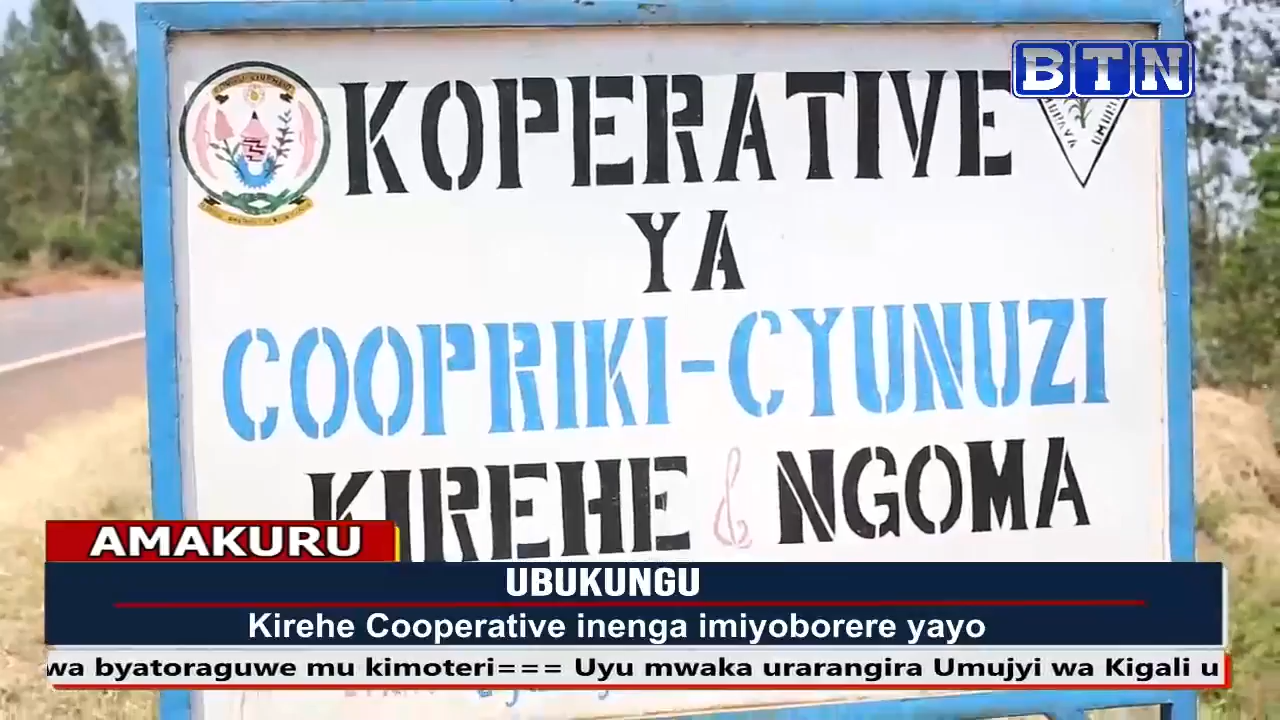 BTN
KOPERATIVE
UMURI
YA
COOPRIKI-CYUNUZI
KIREHE & NGOMA
AMAKURU
UBUKUNGU
Kirehe Cooperative inenga imiyoborere yayo
wa byatoraguwe mu kimoteri=== Uyu mwaka urarangira Umujyi wa Kigali u